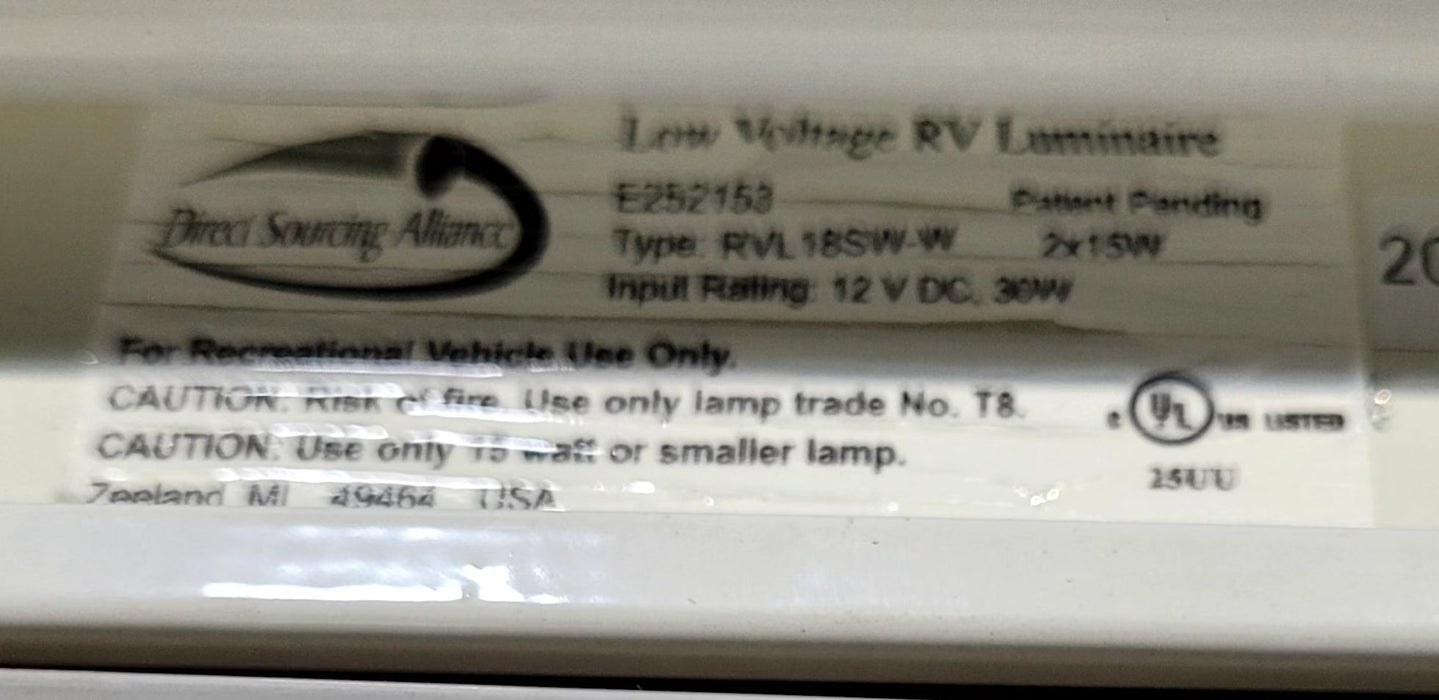 Low Voltage RV Luminaire
Direct Sourcing Alliance
E252153 Patent Pending
Type: RVL18SW-W 2x15W
Input Rating: 12 V DC, 30W
For Recreational Vehicle Use Only.
CAUTION: Risk of fire. Use only lamp trade No. T8.
CAUTION: Use only 15 watt or smaller lamp.
c UL US LISTED
25UU
Zeeland MI 49464 USA
20